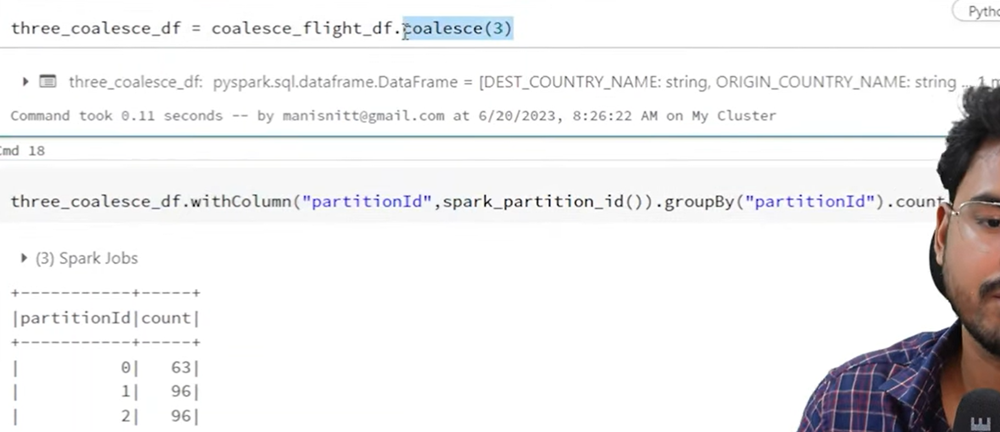 Pytho
three_coalesce_df = coalesce_flight_df.coalesce(3)
three_coalesce_df: pyspark.sql.dataframe.DataFrame = [DEST_COUNTRY_NAME: string, ORIGIN_COUNTRY_NAME: string ... 1 m
Command took 0.11 seconds -- by manisnitt@gmail.com at 6/20/2023, 8:26:22 AM on My Cluster
Cmd 18
three_coalesce_df.withColumn("partitionId",spark_partition_id()).groupBy("partitionId").count
(3) Spark Jobs
+-----------+-----+
|partitionId|count|
+-----------+-----+
|          0|   63|
|          1|   96|
|          2|   96|